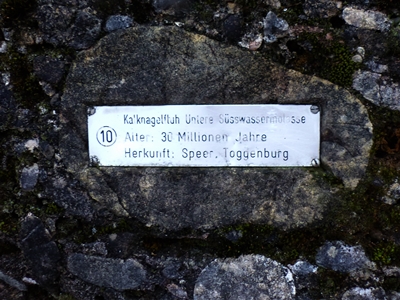 Kalknagelfluh Untere Süsswassermolasse
10 Alter: 30 Millionen Jahre
Herkunft: Speer, Toggenburg